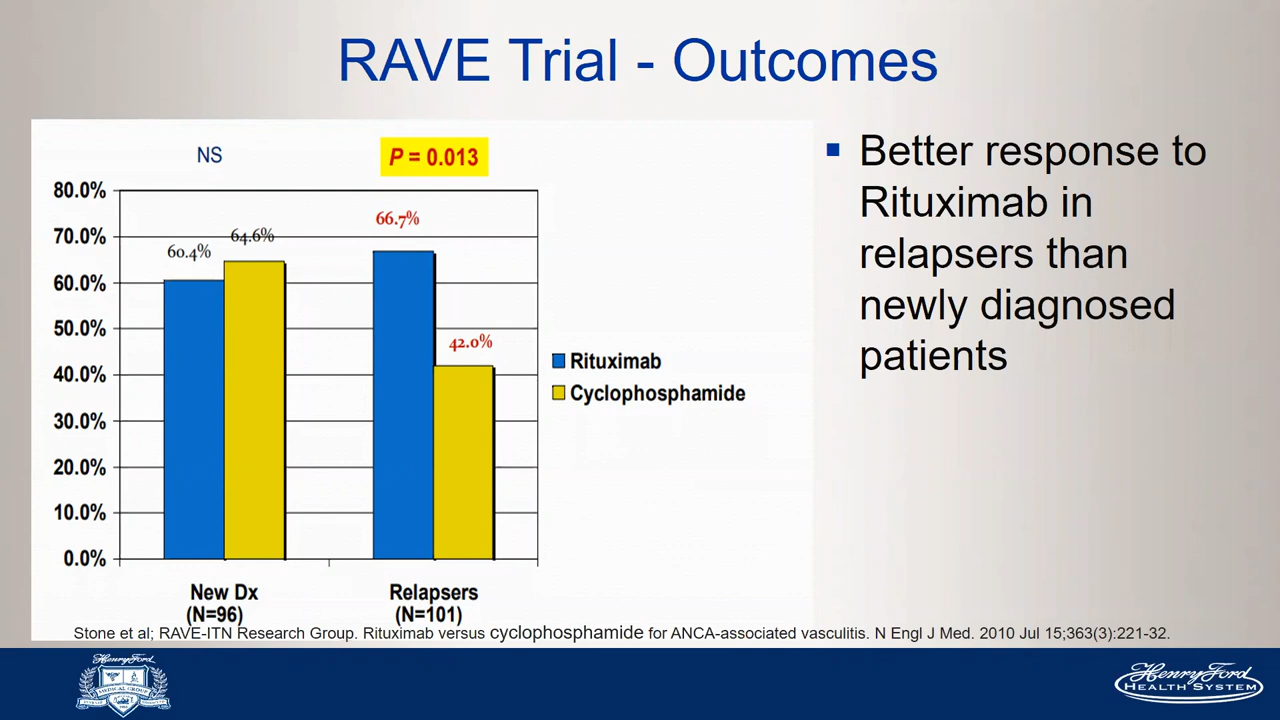 RAVE Trial - Outcomes
NS
P = 0.013
80.0%
70.0%
60.0%
50.0%
40.0%
30.0%
20.0%
10.0%
0.0%
60.4%
64.6%
66.7%
42.0%
New Dx
(N=96)
Relapsers
(N=101)
Rituximab
Cyclophosphamide
Better response to
Rituximab in
relapsers than
newly diagnosed
patients
Stone et al; RAVE-ITN Research Group. Rituximab versus cyclophosphamide for ANCA-associated vasculitis. N Engl J Med. 2010 Jul 15;363(3):221-32.
Henry Ford
MEDICAL GROUP
Henry Ford
HEALTH SYSTEM